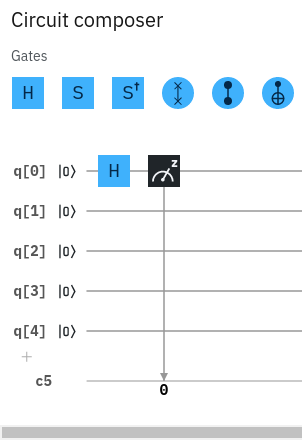 Circuit composer
Gates
H S S†
q[0] |0⟩ H z
q[1] |0⟩
q[2] |0⟩
q[3] |0⟩
q[4] |0⟩
+
c5
0